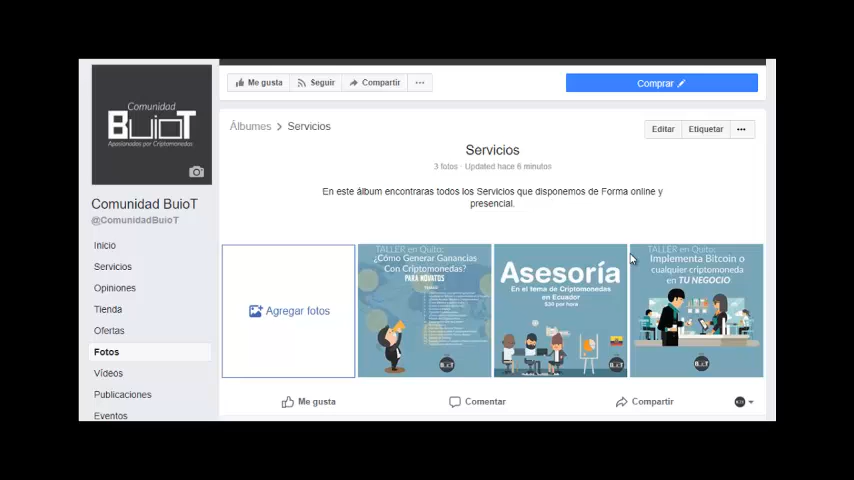 Me gusta
Seguir
Compartir
Comprar
Comunidad
BUIOT
Apasionados por Criptomonedas
Comunidad BuioT
@ComunidadBuioT
Inicio
Servicios
Opiniones
Tienda
Ofertas
Fotos
Vídeos
Publicaciones
Eventos
Álbumes > Servicios
Editar
Etiquetar
Servicios
3 fotos · Updated hace 6 minutos
En este álbum encontraras todos los Servicios que disponemos de Forma online y
presencial.
Agregar fotos
TALLER en Quito:
¿Cómo Generar Ganancias
Con Criptomonedas?
PARA NOVATOS
BUIOT
Asesoría
En el tema de Criptomonedas
en Ecuador
$30 por hora
BUIOT
TALLER en Quito:
Implementa Bitcoin o
cualquier criptomoneda
en TU NEGOCIO
BUIOT
Me gusta
Comentar
Compartir